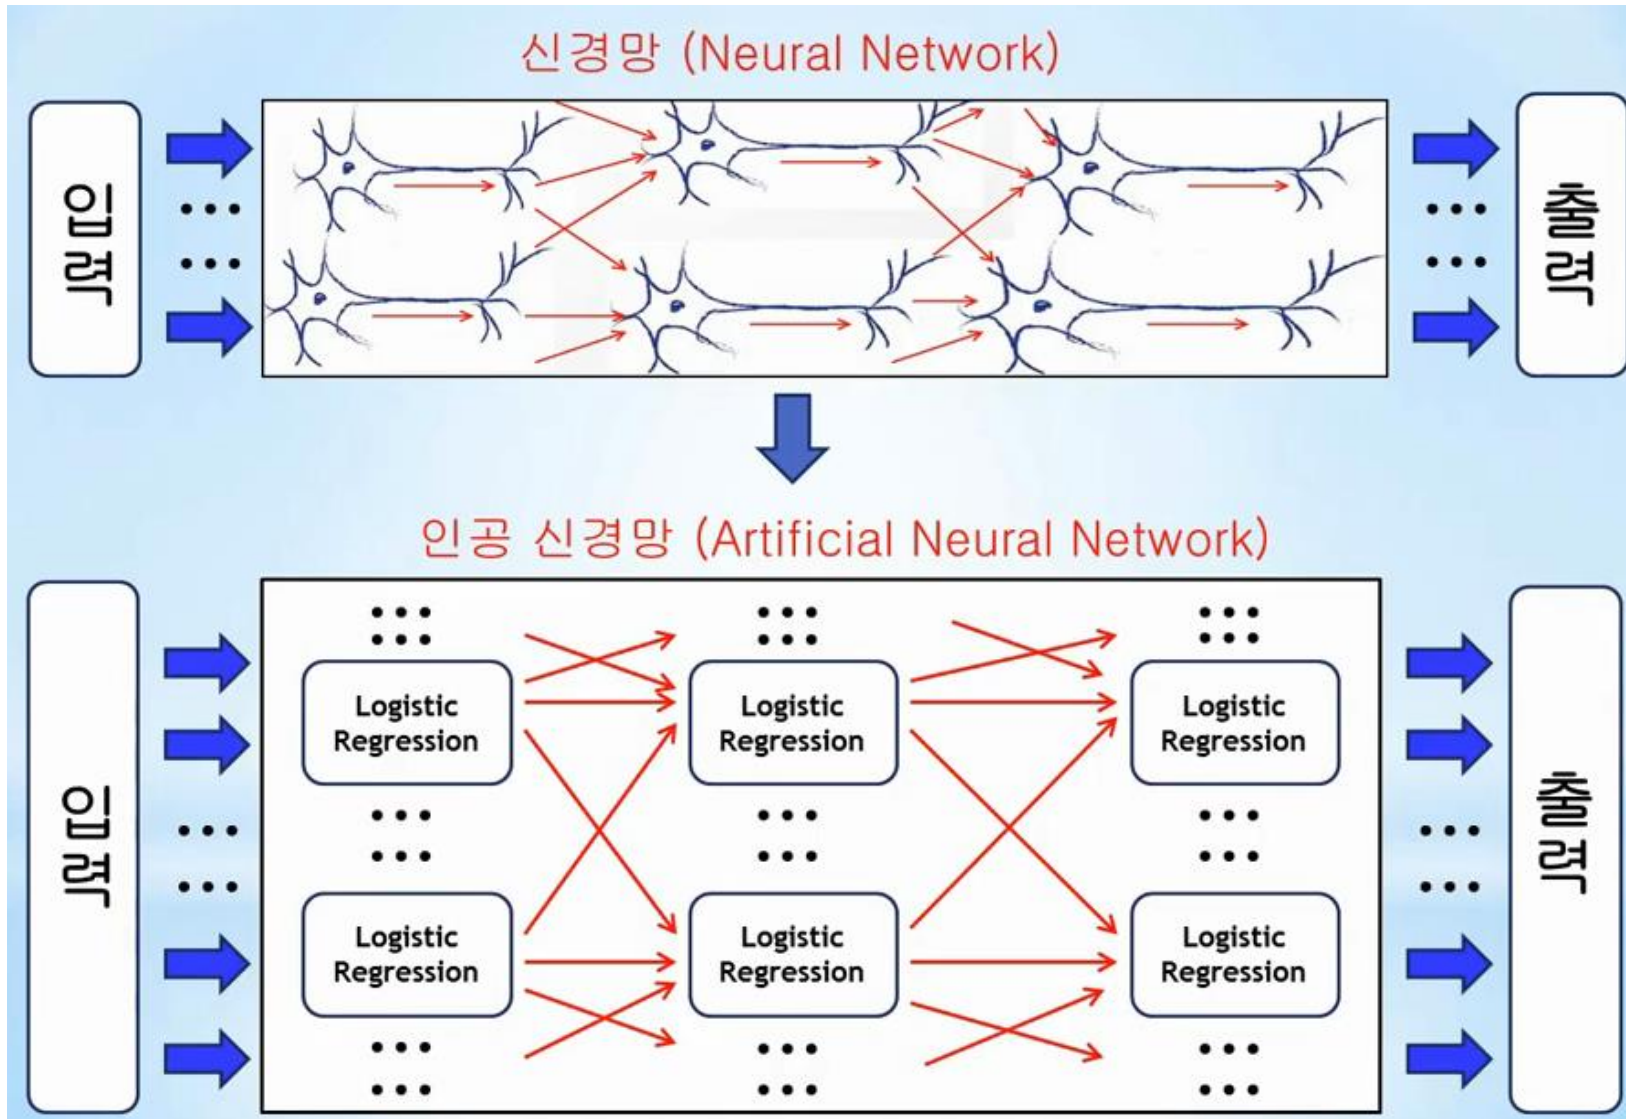 신경망 (Neural Network)
입력
출력
인공 신경망 (Artificial Neural Network)
입력
Logistic
Regression
Logistic
Regression
Logistic
Regression
Logistic
Regression
Logistic
Regression
Logistic
Regression
출력